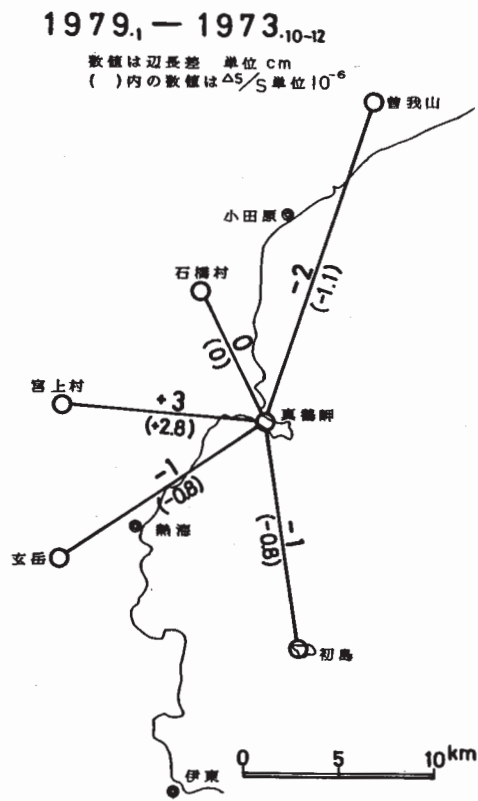 1979.1 — 1973.10~12
数値は辺長差 単位 cm
( )内の数値は ΔS/S 単位 10⁻⁶
曽我山
小田原
石橋村
-2
(-1.1)
0
(0)
宮上村
+3
(+2.8)
真鶴岬
-1
(-0.8)
-1
(-0.8)
熱海
玄岳
初島
伊東
0 5 10 km